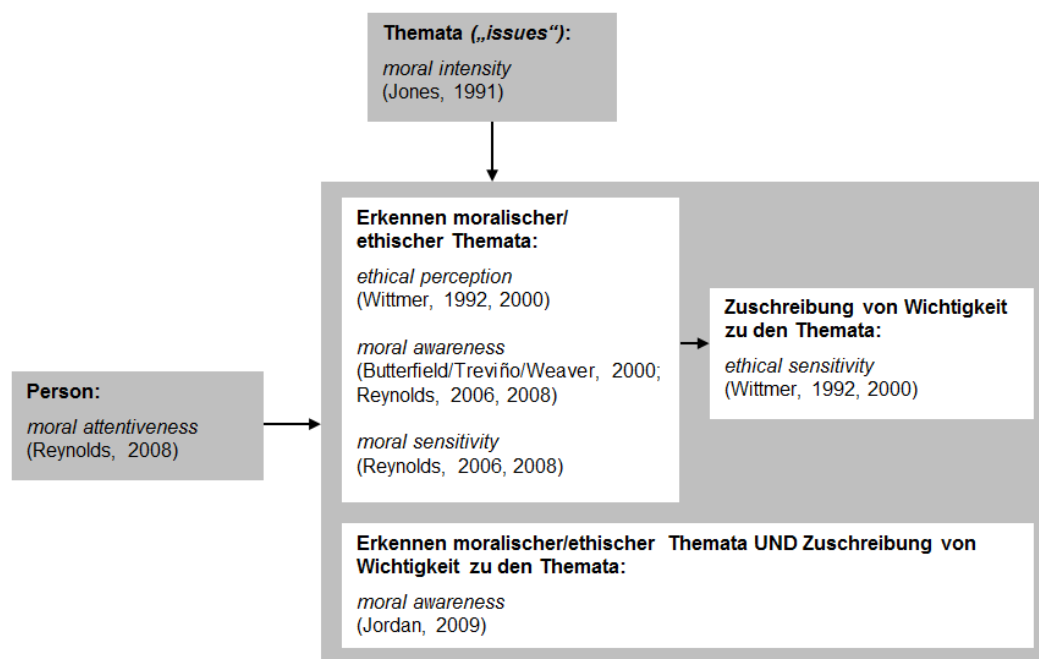 Themata („issues“):
moral intensity
(Jones, 1991)
Erkennen moralischer/
ethischer Themata:
ethical perception
(Wittmer, 1992, 2000)
moral awareness
(Butterfield/Treviño/Weaver, 2000;
Reynolds, 2006, 2008)
moral sensitivity
(Reynolds, 2006, 2008)
Zuschreibung von Wichtigkeit
zu den Themata:
ethical sensitivity
(Wittmer, 1992, 2000)
Person:
moral attentiveness
(Reynolds, 2008)
Erkennen moralischer/ethischer Themata UND Zuschreibung von
Wichtigkeit zu den Themata:
moral awareness
(Jordan, 2009)